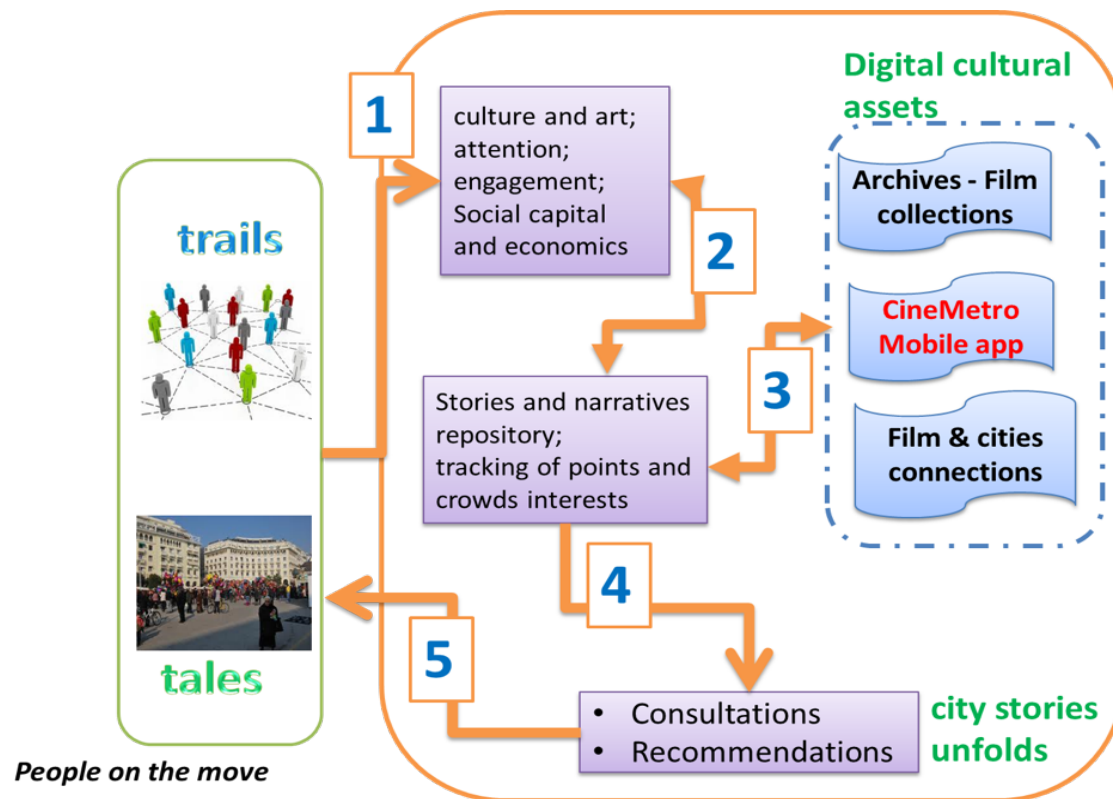 Digital cultural
assets
1
culture and art;
attention;
engagement;
Social capital
and economics
Archives - Film
collections
trails
2
CineMetro
Mobile app
3
Stories and narratives
repository;
tracking of points and
crowds interests
Film & cities
connections
4
5
tales
• Consultations
• Recommendations
city stories
unfolds
People on the move